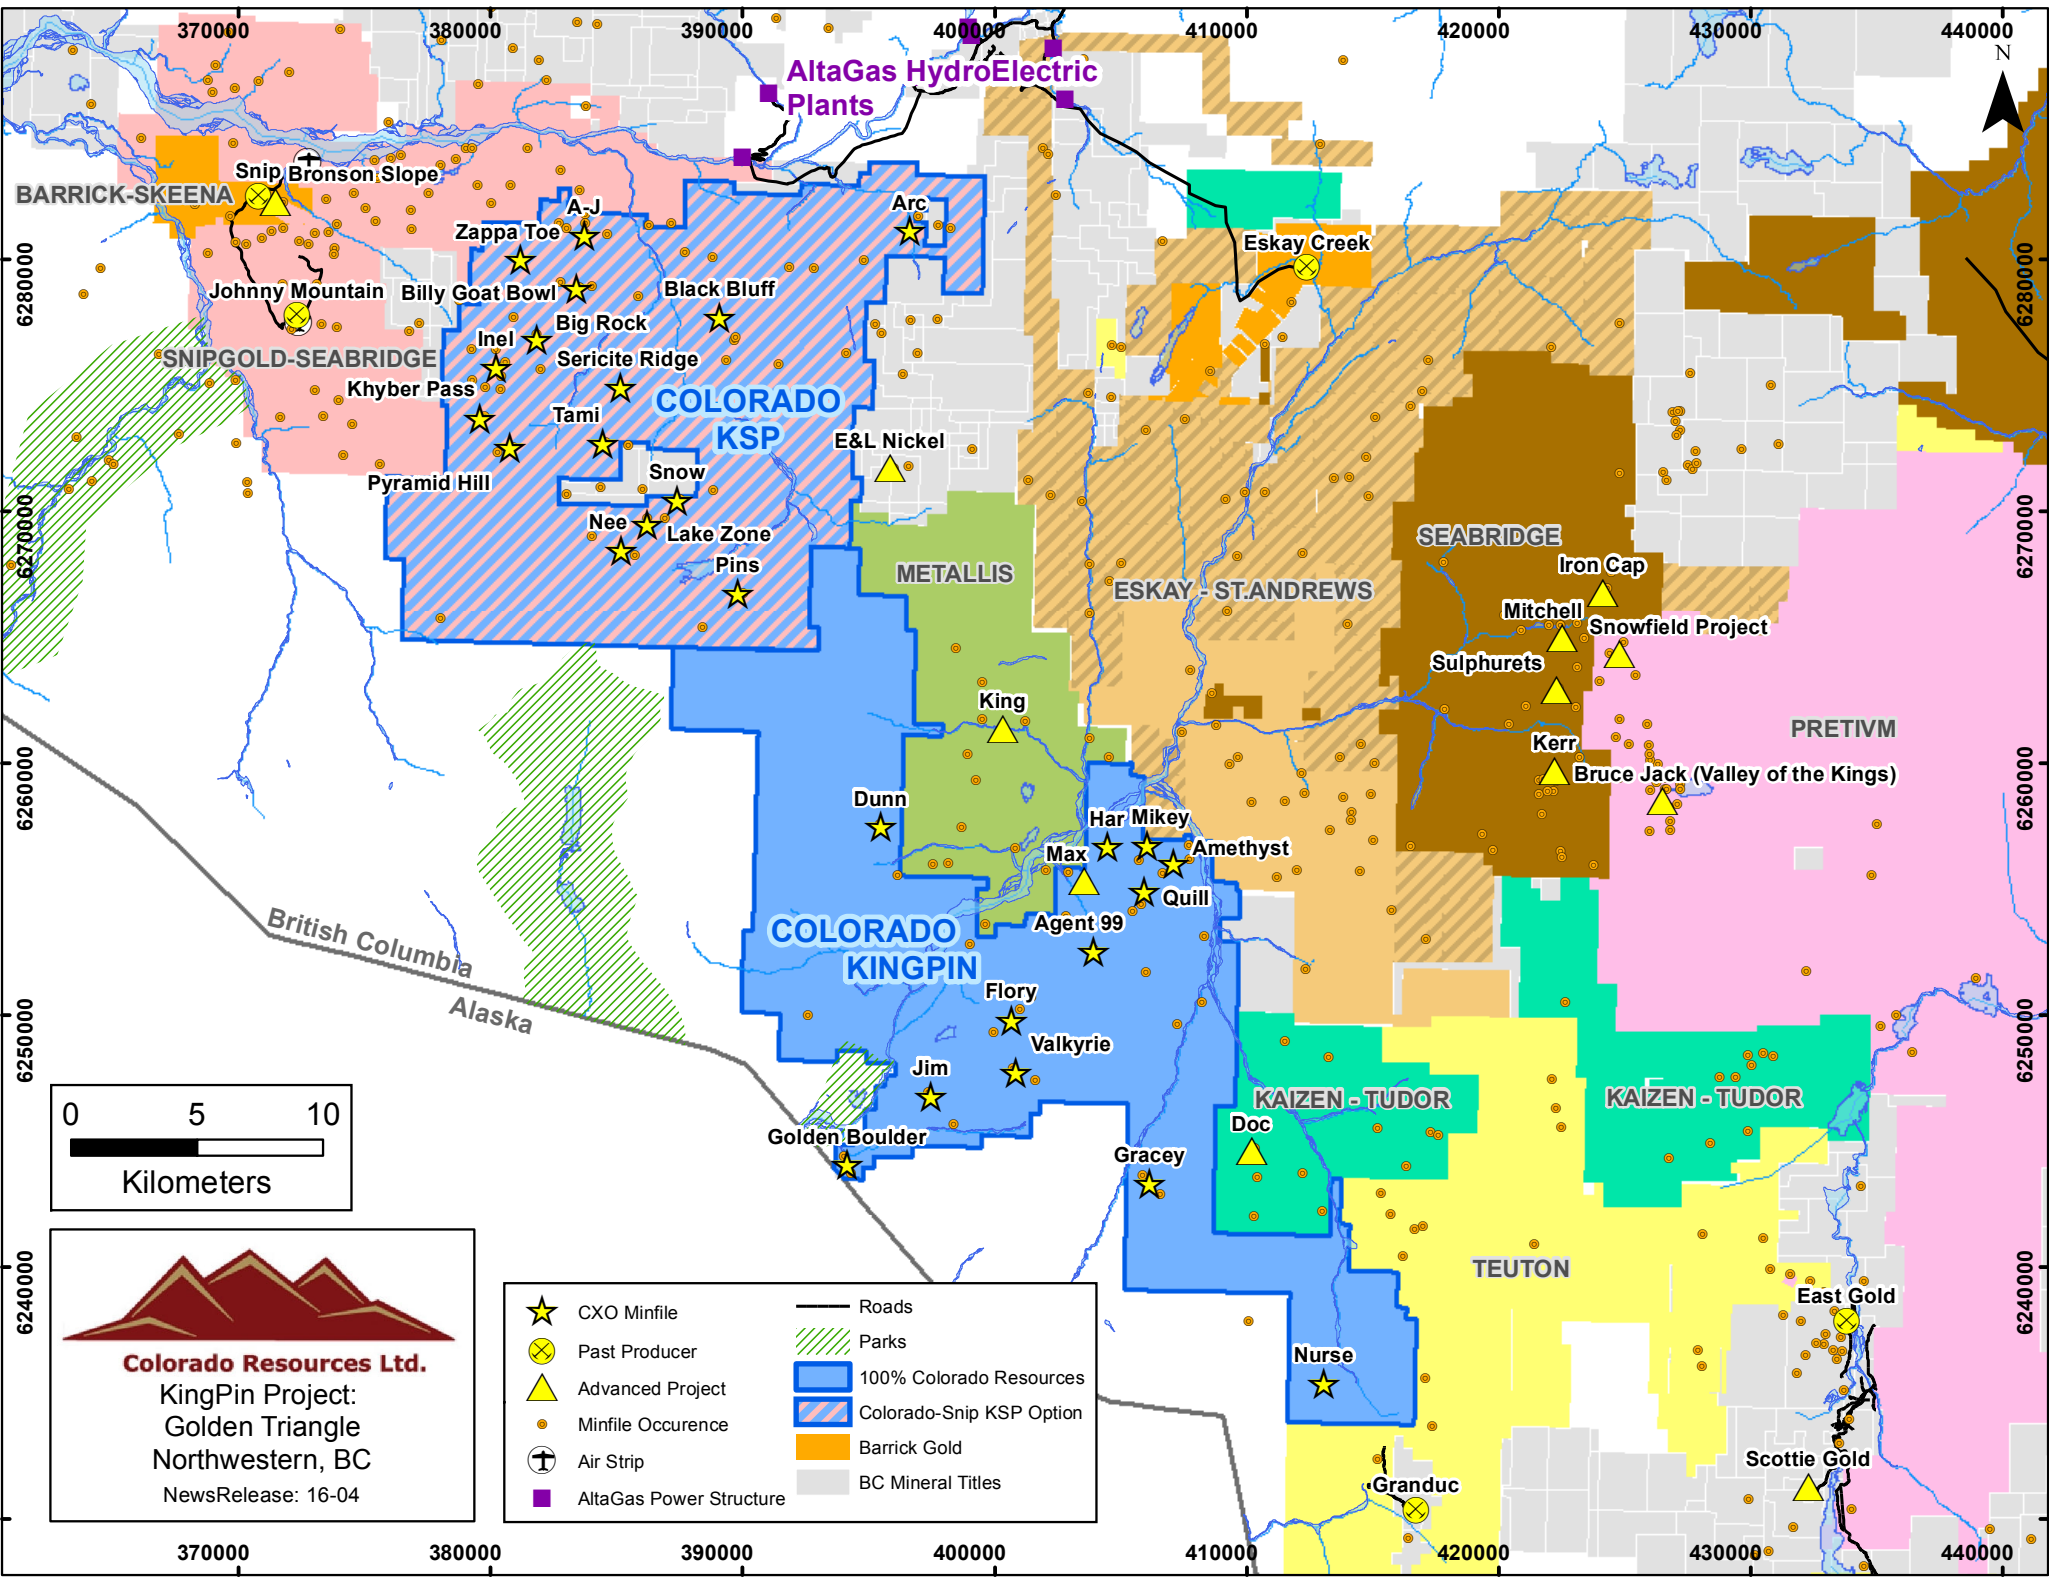 370000
380000
390000
400000
410000
420000
430000
440000
N
AltaGas HydroElectric
Plants
Snip
Bronson Slope
BARRICK-SKEENA
A-J
Arc
Zappa Toe
Eskay Creek
6280000
6280000
Johnny Mountain
Billy Goat Bowl
Black Bluff
Big Rock
Inel
SNIPGOLD-SEABRIDGE
Sericite Ridge
Khyber Pass
COLORADO
KSP
Tami
E&L Nickel
Snow
Pyramid Hill
Nee
Lake Zone
6270000
6270000
SEABRIDGE
Pins
METALLIS
ESKAY - ST.ANDREWS
Iron Cap
Mitchell
Snowfield Project
Sulphurets
King
PRETIVM
Kerr
Bruce Jack (Valley of the Kings)
6260000
6260000
Dunn
Har
Mikey
Max
Amethyst
Quill
Agent 99
COLORADO
KINGPIN
British Columbia
Alaska
Flory
Valkyrie
6250000
6250000
Jim
KAIZEN - TUDOR
KAIZEN - TUDOR
Doc
Golden Boulder
Gracey
0 5 10
Kilometers
TEUTON
East Gold
6240000
6240000
Nurse
Scottie Gold
Granduc
Colorado Resources Ltd.
KingPin Project:
Golden Triangle
Northwestern, BC
NewsRelease: 16-04
CXO Minfile
Past Producer
Advanced Project
Minfile Occurence
Air Strip
AltaGas Power Structure
Roads
Parks
100% Colorado Resources
Colorado-Snip KSP Option
Barrick Gold
BC Mineral Titles
370000
380000
390000
400000
410000
420000
430000
440000